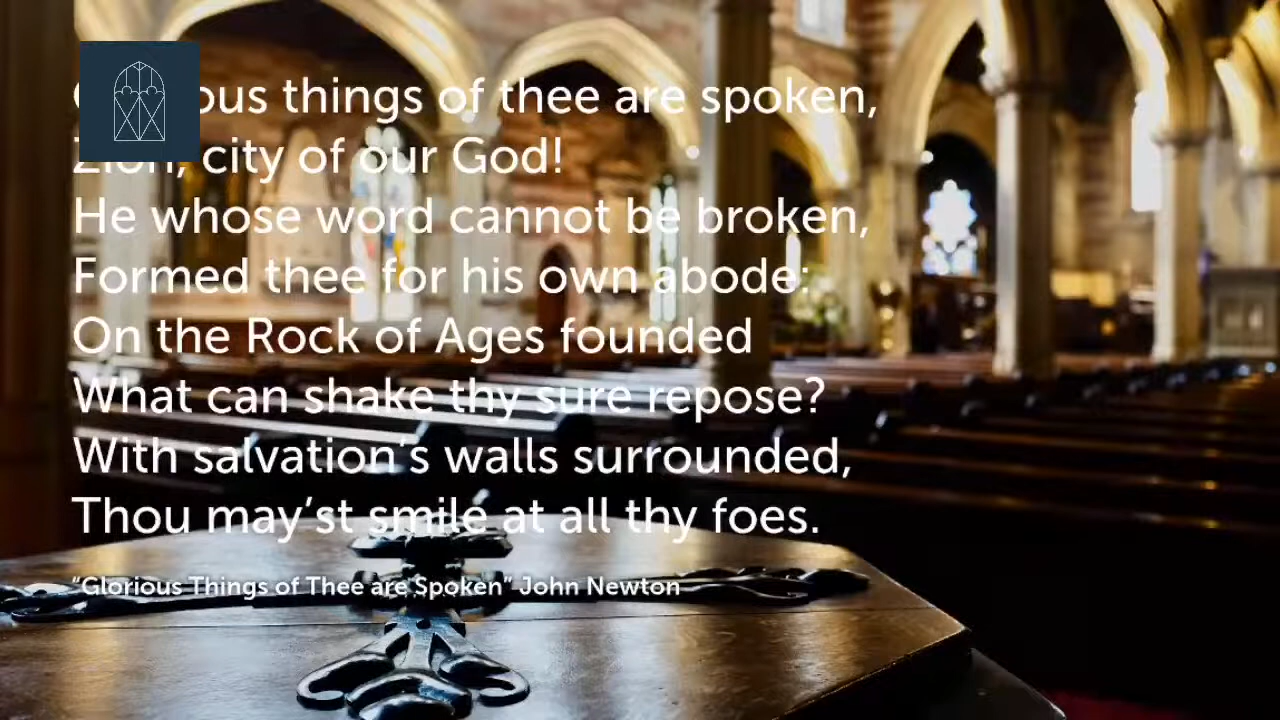 Glorious things of thee are spoken,
Zion, city of our God!
He whose word cannot be broken,
Formed thee for his own abode:
On the Rock of Ages founded
What can shake thy sure repose?
With salvation’s walls surrounded,
Thou may’st smile at all thy foes.
“Glorious Things of Thee are Spoken” John Newton